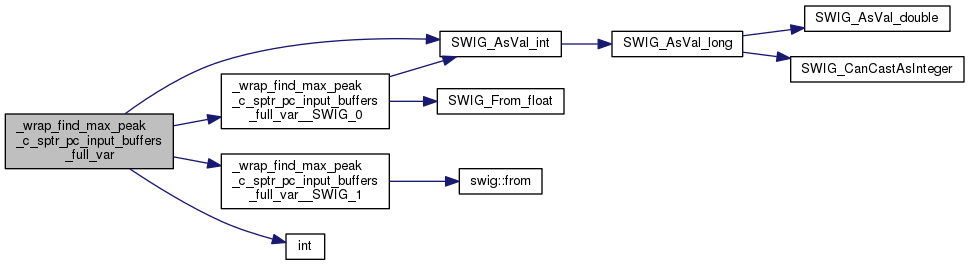 _wrap_find_max_peak
_c_sptr_pc_input_buffers
_full_var
_wrap_find_max_peak
_c_sptr_pc_input_buffers
_full_var__SWIG_0
_wrap_find_max_peak
_c_sptr_pc_input_buffers
_full_var__SWIG_1
int
SWIG_AsVal_int
SWIG_From_float
swig::from
SWIG_AsVal_long
SWIG_AsVal_double
SWIG_CanCastAsInteger